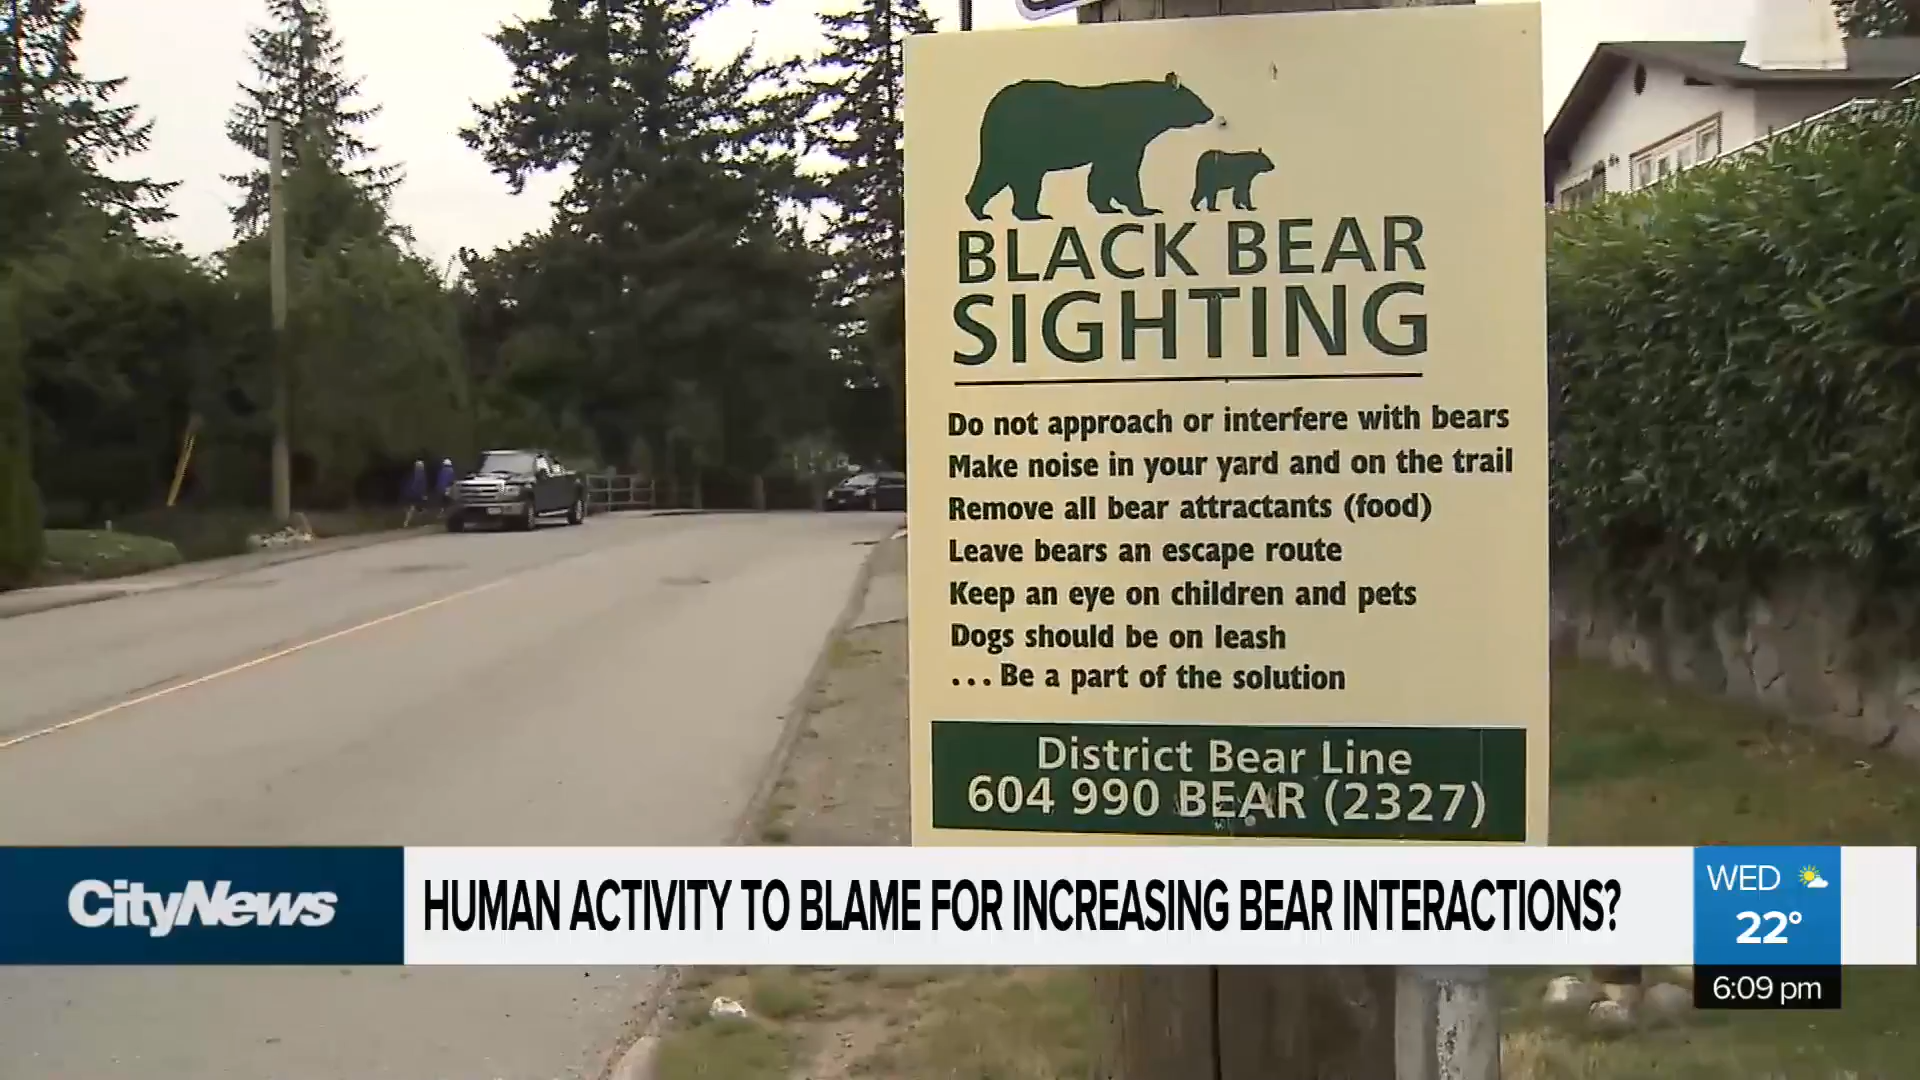 BLACK BEAR
SIGHTING
Do not approach or interfere with bears
Make noise in your yard and on the trail
Remove all bear attractants (food)
Leave bears an escape route
Keep an eye on children and pets
Dogs should be on leash
... Be a part of the solution
District Bear Line
604 990 BEAR (2327)
CityNews
HUMAN ACTIVITY TO BLAME FOR INCREASING BEAR INTERACTIONS?
WED
22°
6:09 pm